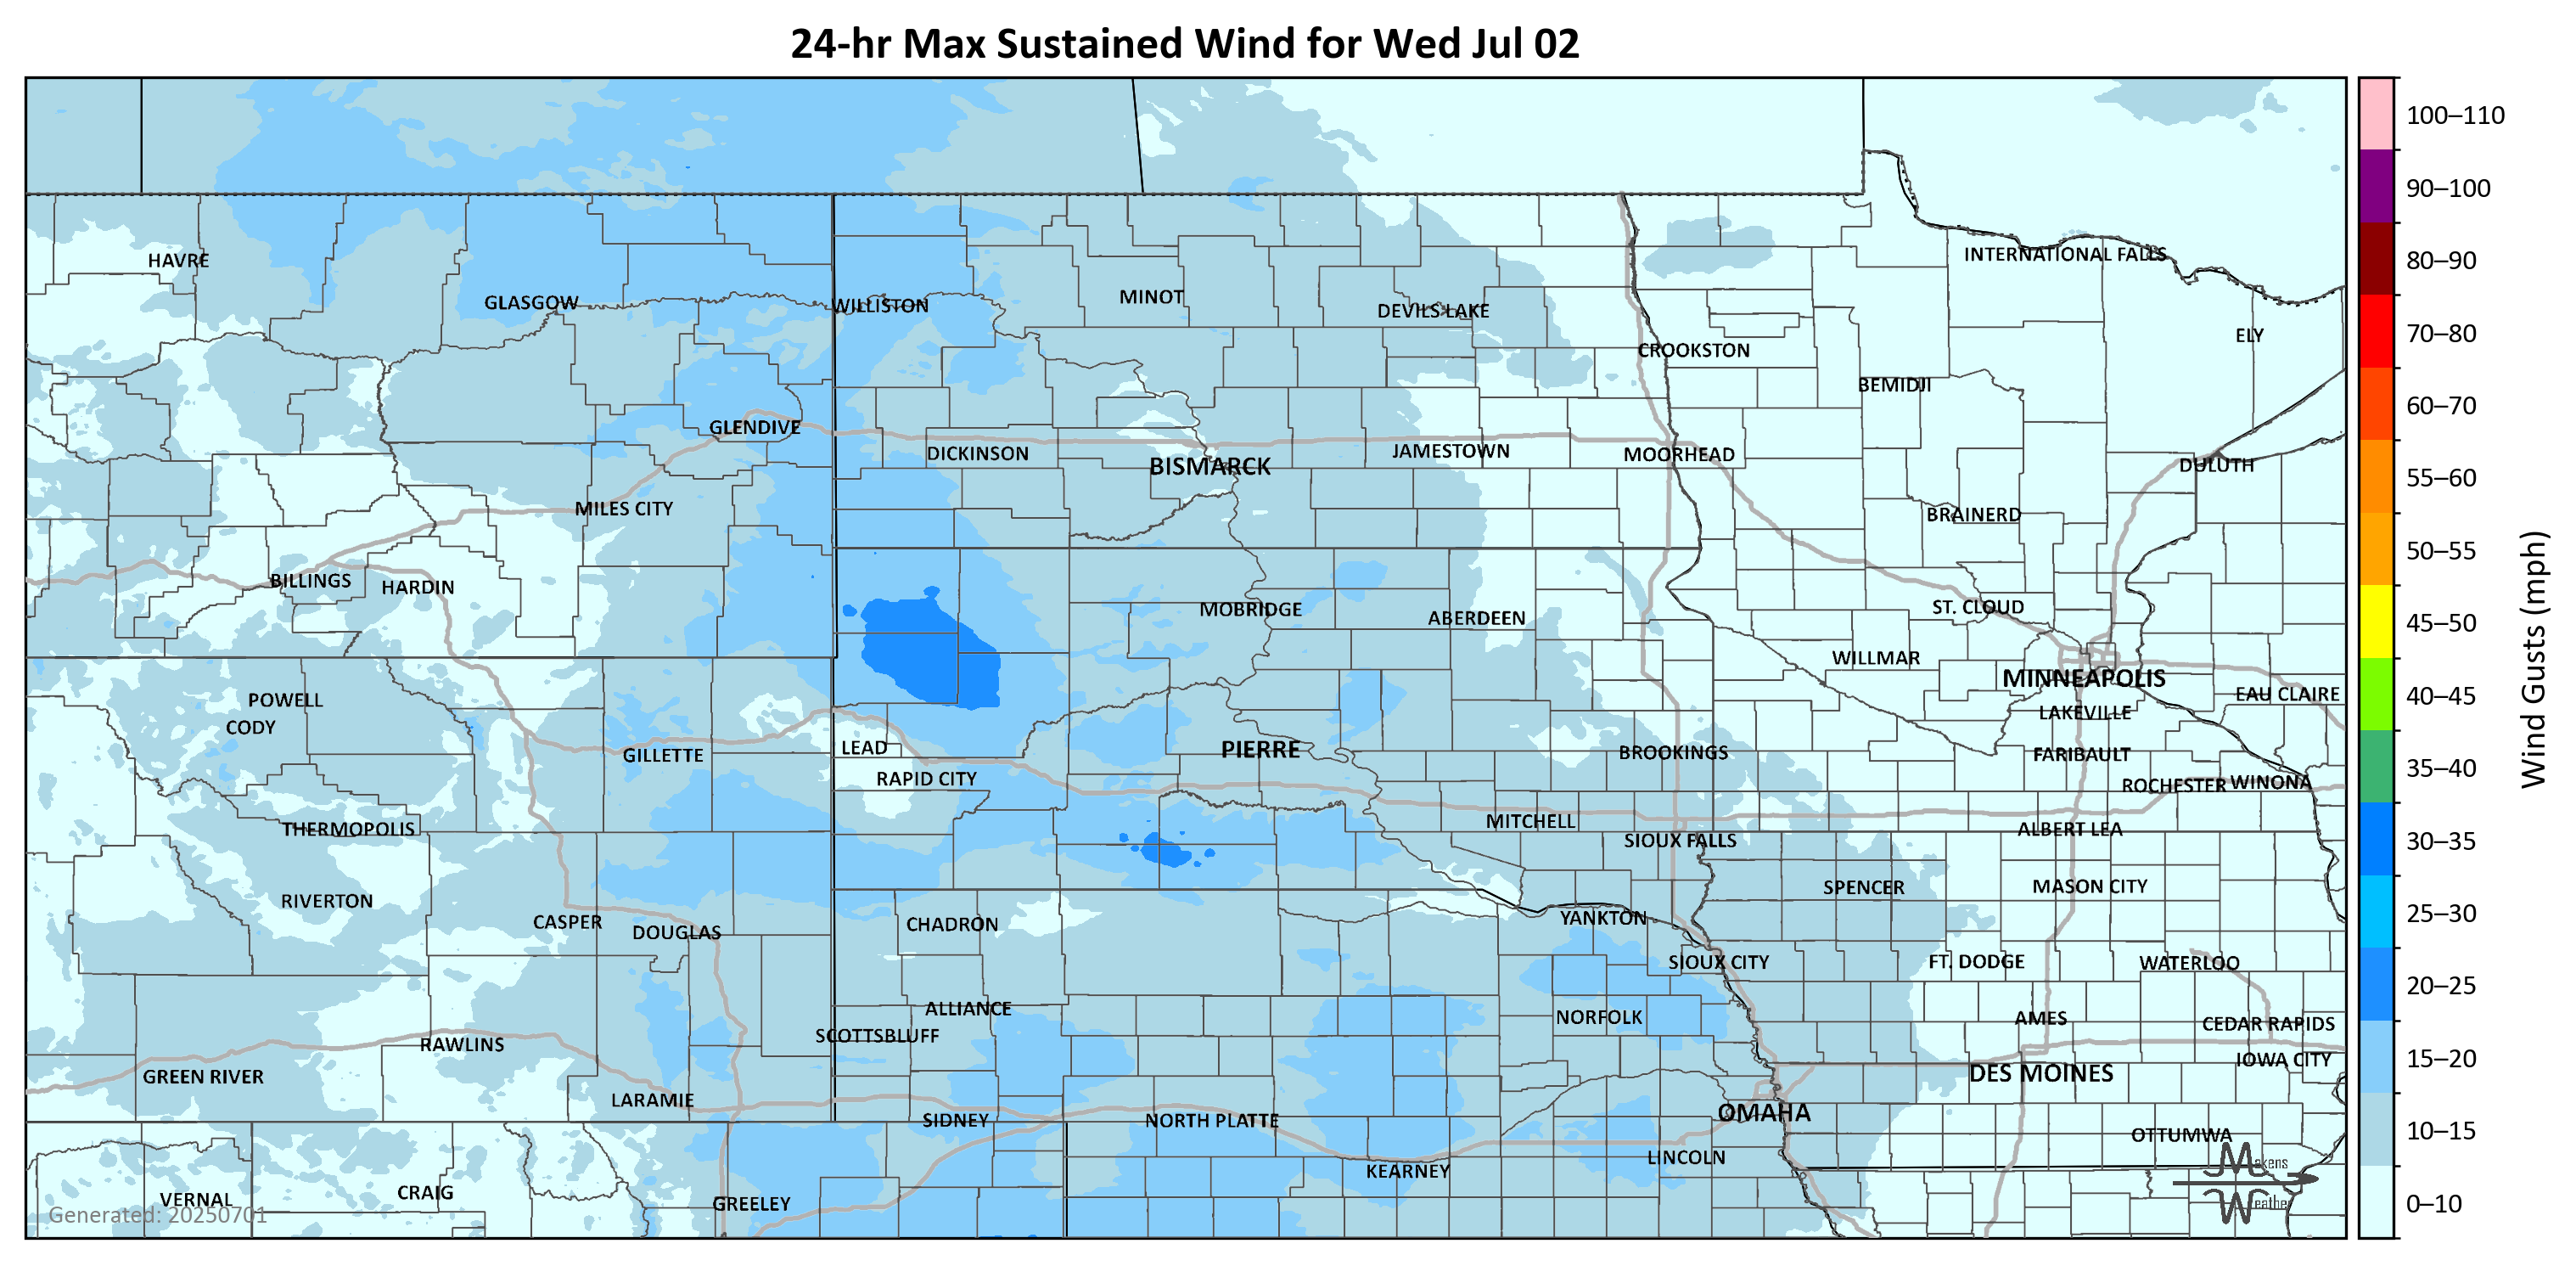 24-hr Max Sustained Wind for Wed Jul 02
100–110
90–100
80–90
70–80
60–70
55–60
50–55
45–50
40–45
35–40
30–35
25–30
20–25
15–20
10–15
0–10
Wind Gusts (mph)
INTERNATIONAL FALLS
HAVRE
GLASGOW
WILLISTON
MINOT
DEVILS LAKE
ELY
CROOKSTON
BEMIDJI
GLENDIVE
DICKINSON
BISMARCK
JAMESTOWN
MOORHEAD
DULUTH
MILES CITY
BRAINERD
BILLINGS
HARDIN
MOBRIDGE
ABERDEEN
ST. CLOUD
WILLMAR
MINNEAPOLIS
EAU CLAIRE
POWELL
CODY
LAKEVILLE
GILLETTE
LEAD
PIERRE
BROOKINGS
FARIBAULT
RAPID CITY
ROCHESTER
WINONA
THERMOPOLIS
MITCHELL
ALBERT LEA
SIOUX FALLS
RIVERTON
SPENCER
MASON CITY
CASPER
DOUGLAS
CHADRON
YANKTON
SIOUX CITY
FT. DODGE
WATERLOO
ALLIANCE
NORFOLK
AMES
CEDAR RAPIDS
SCOTTSBLUFF
RAWLINS
IOWA CITY
GREEN RIVER
DES MOINES
LARAMIE
SIDNEY
NORTH PLATTE
OMAHA
OTTUMWA
LINCOLN
KEARNEY
VERNAL
CRAIG
GREELEY
Makens
Weather
Generated: 20250701